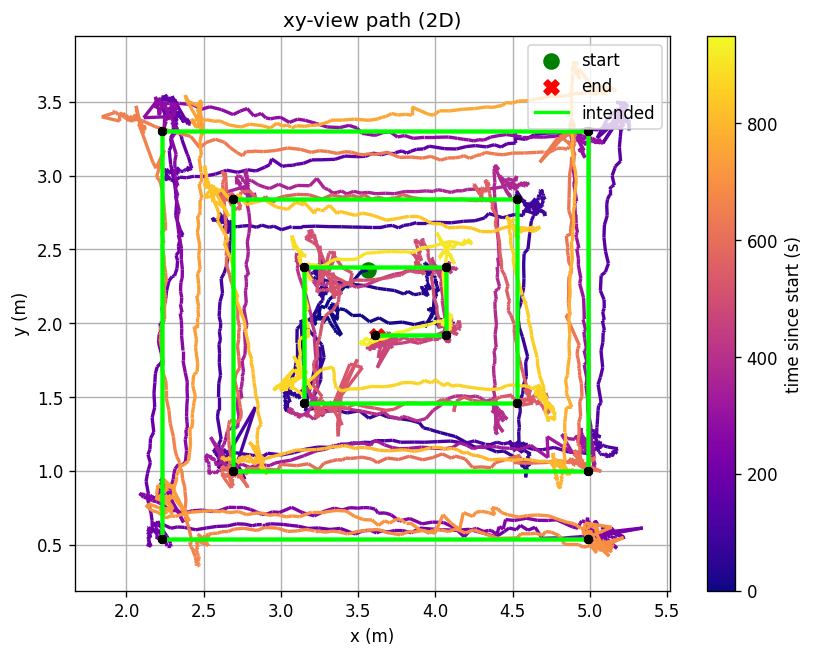 xy-view path (2D)
start
end
intended
3.5
3.0
2.5
2.0
1.5
1.0
0.5
y (m)
2.0 2.5 3.0 3.5 4.0 4.5 5.0 5.5
x (m)
800
600
400
200
0
time since start (s)